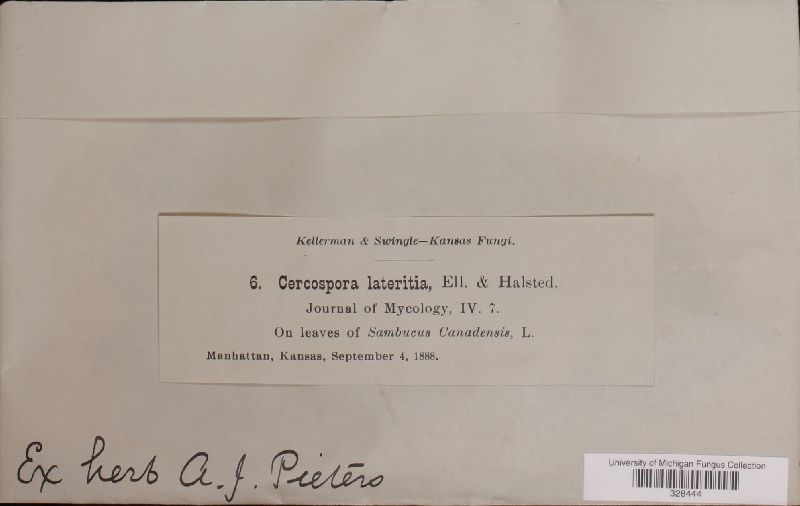 Kellerman & Swingle—Kansas Fungi.
6. Cercospora lateritia, Ell. & Halsted.
Journal of Mycology, IV. 7.
On leaves of Sambucus Canadensis, L.
Manhattan, Kansas, September 4, 1888.
Ex herb A. J. Pieters
University of Michigan Fungus Collection
328444